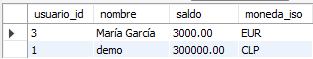 usuario_id nombre saldo moneda_iso
3 María García 3000.00 EUR
1 demo 300000.00 CLP